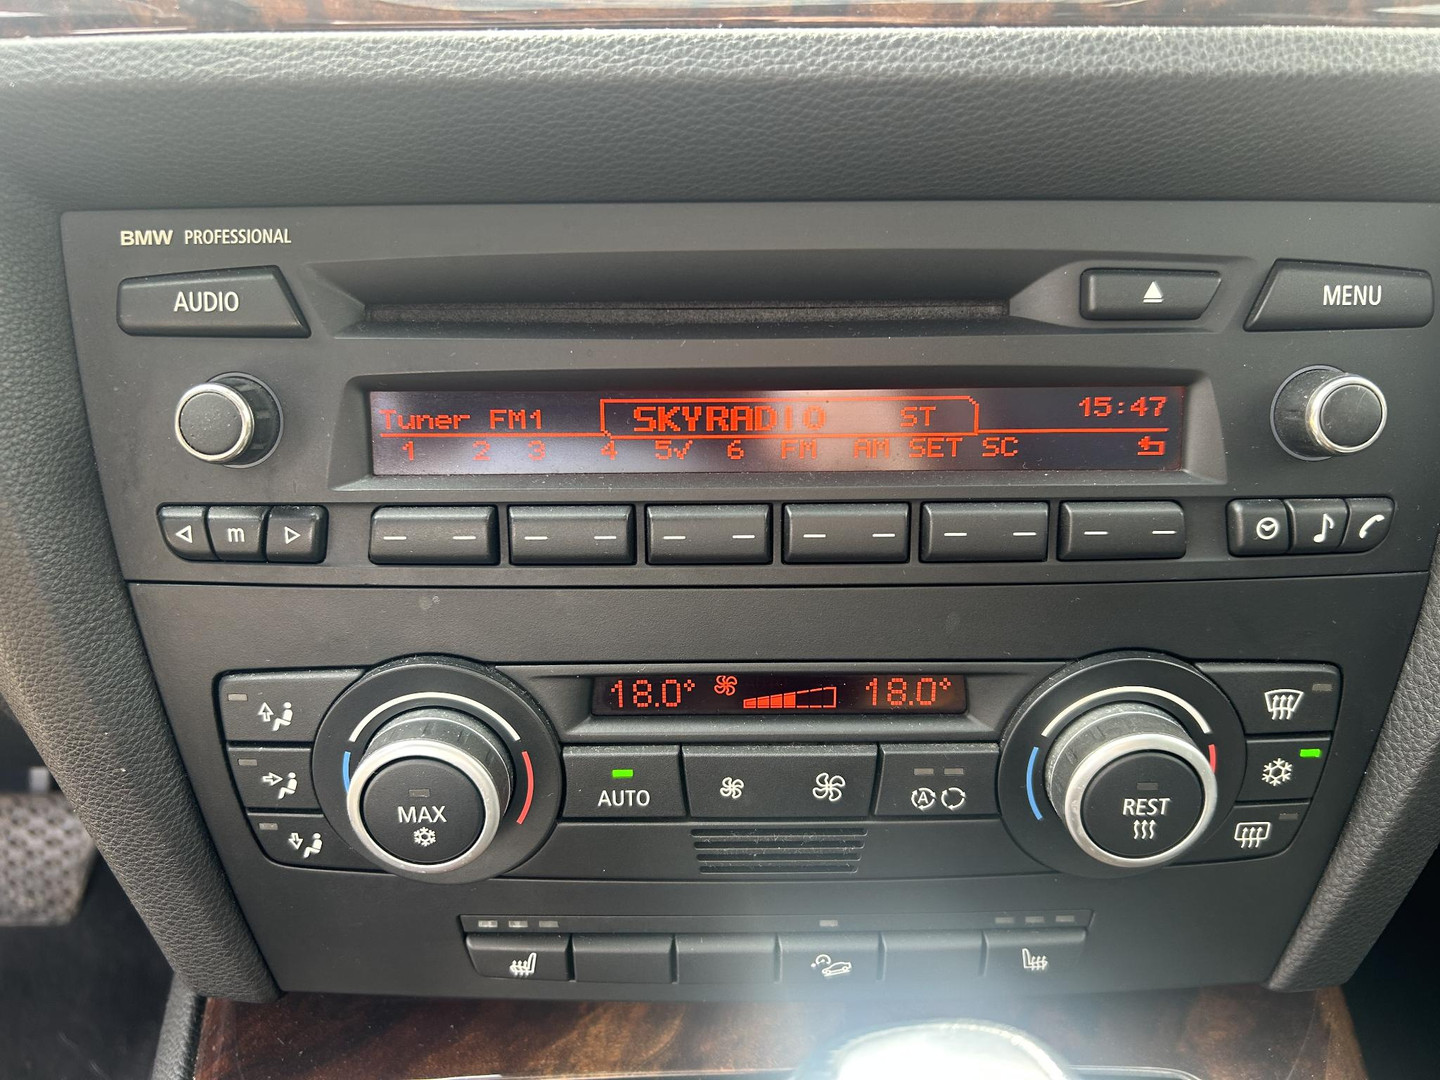 BMW PROFESSIONAL
AUDIO
MENU
Tuner FM1 SKYRADIO ST 15:47
1 2 3 4 5√ 6 FM AM SET SC
m
18.0° 18.0°
AUTO
A
MAX
REST